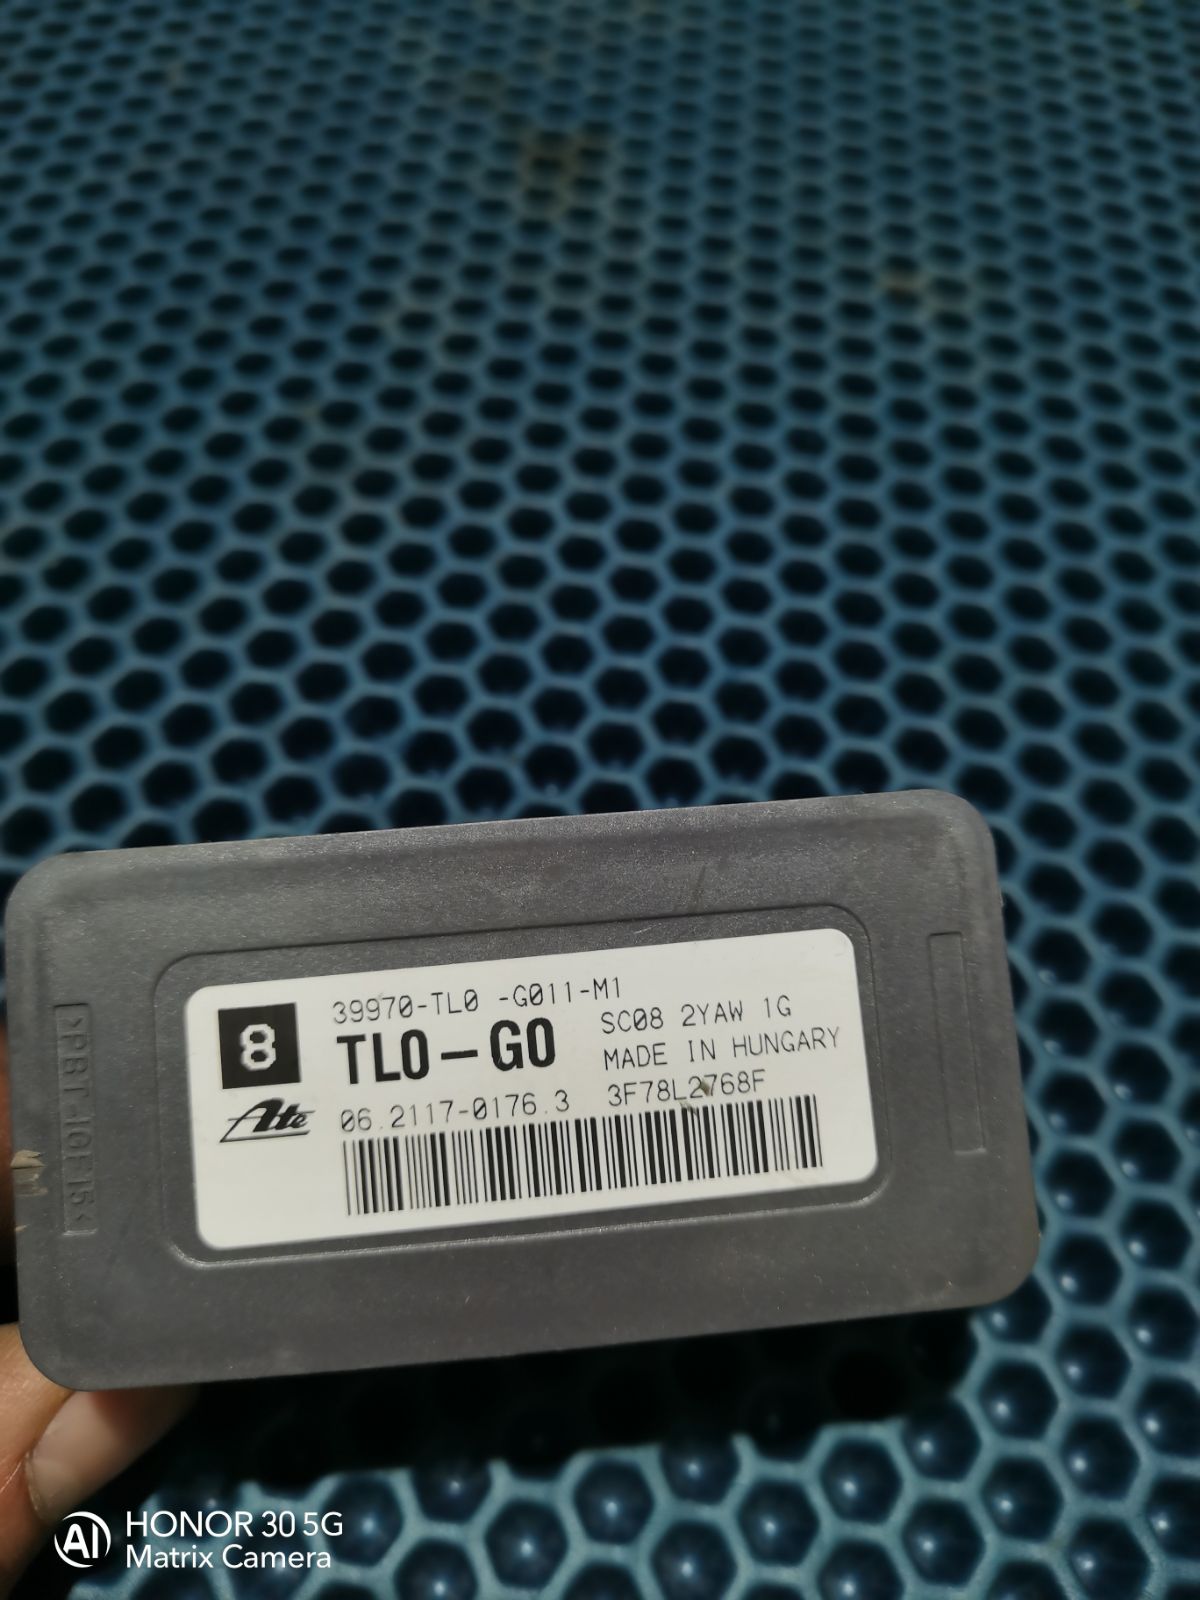 39970-TL0 -G011-M1
8
TL0-G0
SC08 2YAW 1G
MADE IN HUNGARY
Ate
06.2117-0176.3 3F78L2768F
AI
HONOR 30 5G
Matrix Camera